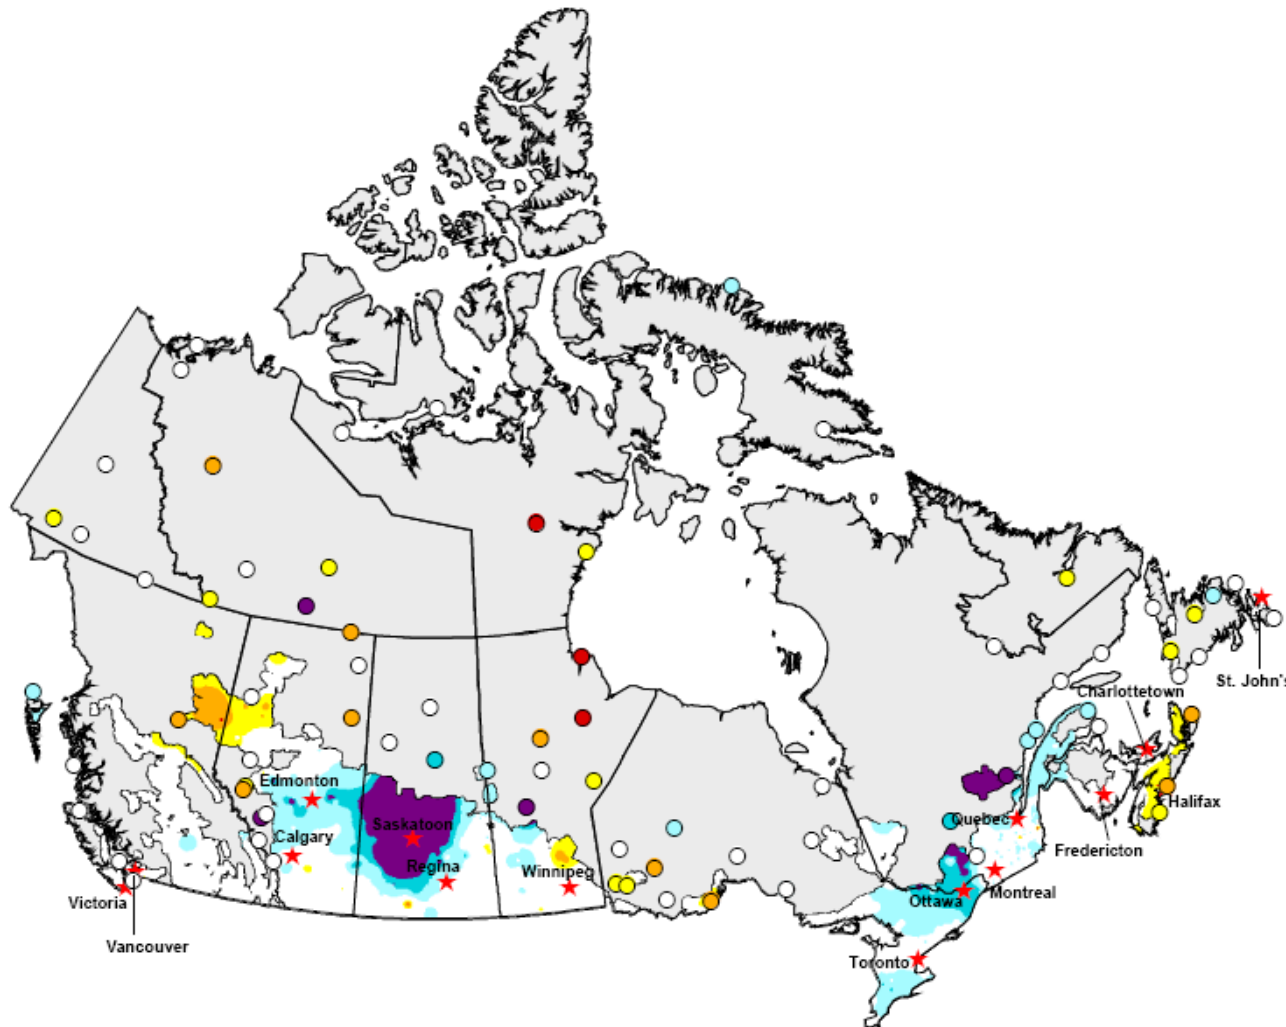 Charlottetown
St. John's
Edmonton
Halifax
Saskatoon
Quebec
Calgary
Fredericton
Regina
Winnipeg
Montreal
Victoria
Ottawa
Vancouver
Toronto